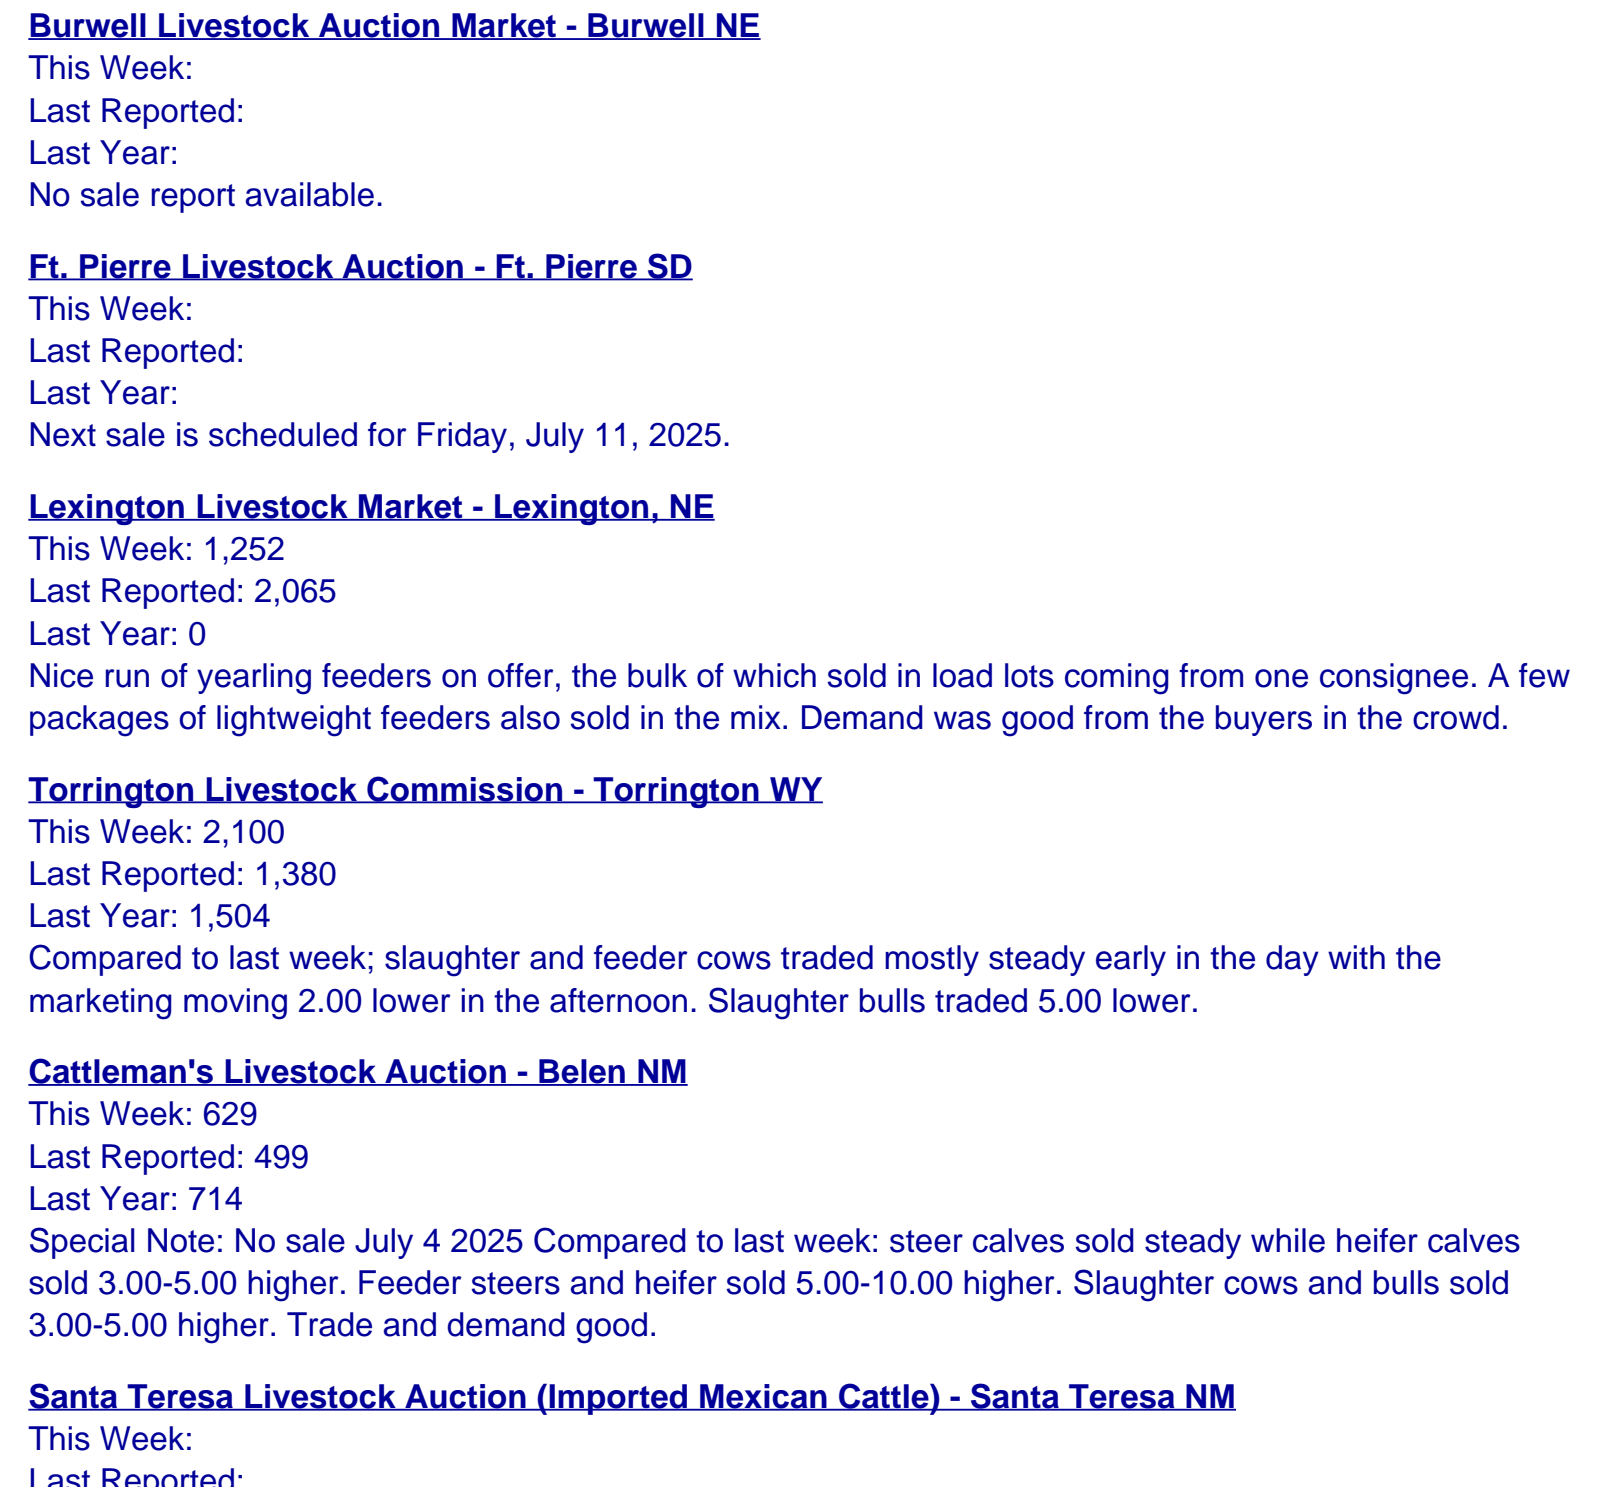 Burwell Livestock Auction Market - Burwell NE
This Week:
Last Reported:
Last Year:
No sale report available.
Ft. Pierre Livestock Auction - Ft. Pierre SD
This Week:
Last Reported:
Last Year:
Next sale is scheduled for Friday, July 11, 2025.
Lexington Livestock Market - Lexington, NE
This Week: 1,252
Last Reported: 2,065
Last Year: 0
Nice run of yearling feeders on offer, the bulk of which sold in load lots coming from one consignee. A few
packages of lightweight feeders also sold in the mix. Demand was good from the buyers in the crowd.
Torrington Livestock Commission - Torrington WY
This Week: 2,100
Last Reported: 1,380
Last Year: 1,504
Compared to last week; slaughter and feeder cows traded mostly steady early in the day with the
marketing moving 2.00 lower in the afternoon. Slaughter bulls traded 5.00 lower.
Cattleman's Livestock Auction - Belen NM
This Week: 629
Last Reported: 499
Last Year: 714
Special Note: No sale July 4 2025 Compared to last week: steer calves sold steady while heifer calves
sold 3.00-5.00 higher. Feeder steers and heifer sold 5.00-10.00 higher. Slaughter cows and bulls sold
3.00-5.00 higher. Trade and demand good.
Santa Teresa Livestock Auction (Imported Mexican Cattle) - Santa Teresa NM
This Week:
Last Reported: